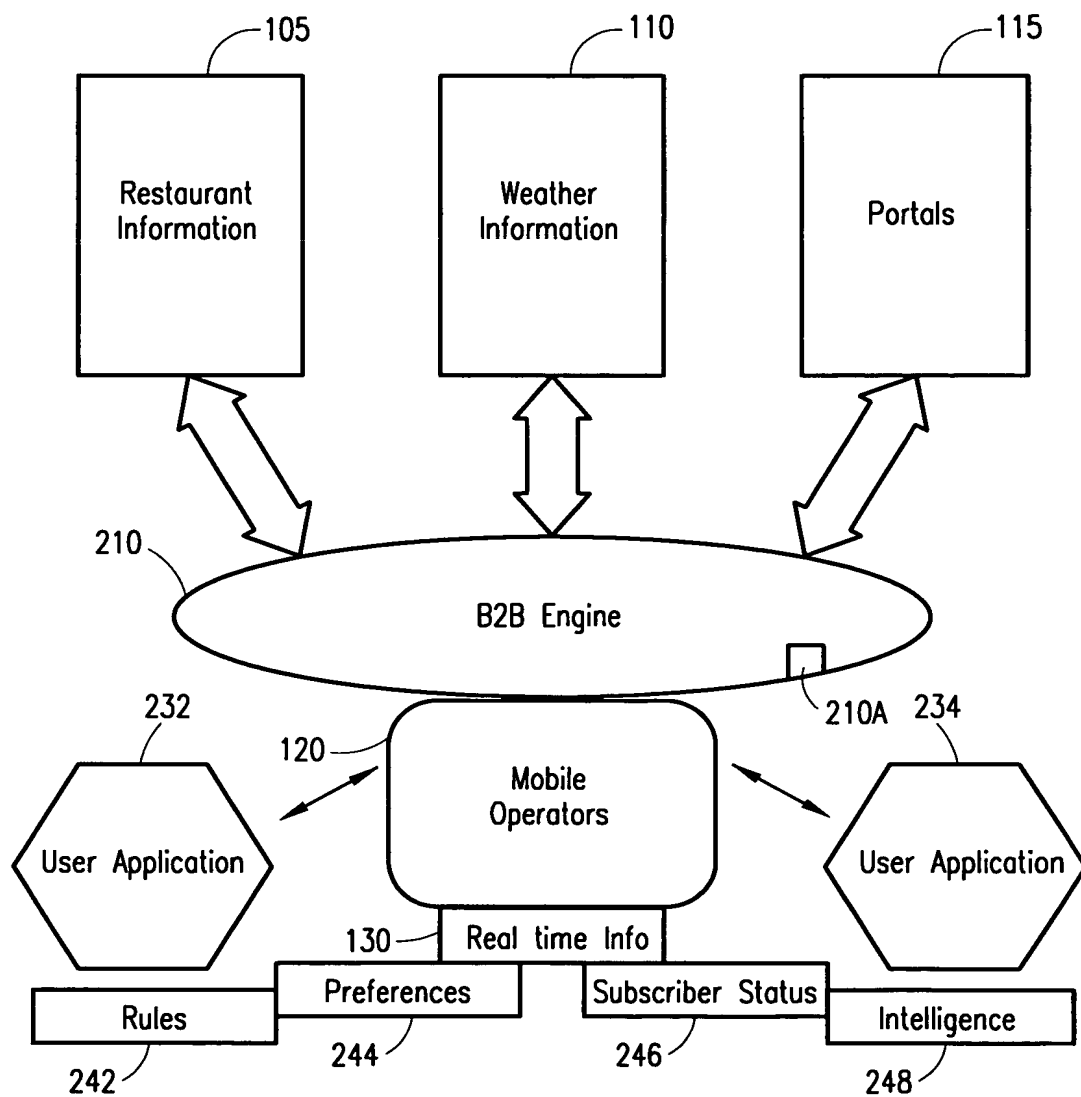 105
110
115
Restaurant
Information
Weather
Information
Portals
210
B2B Engine
210A
232
120
234
Mobile
Operators
User Application
User Application
130
Real time Info
Preferences
Subscriber Status
Rules
Intelligence
242
244
246
248